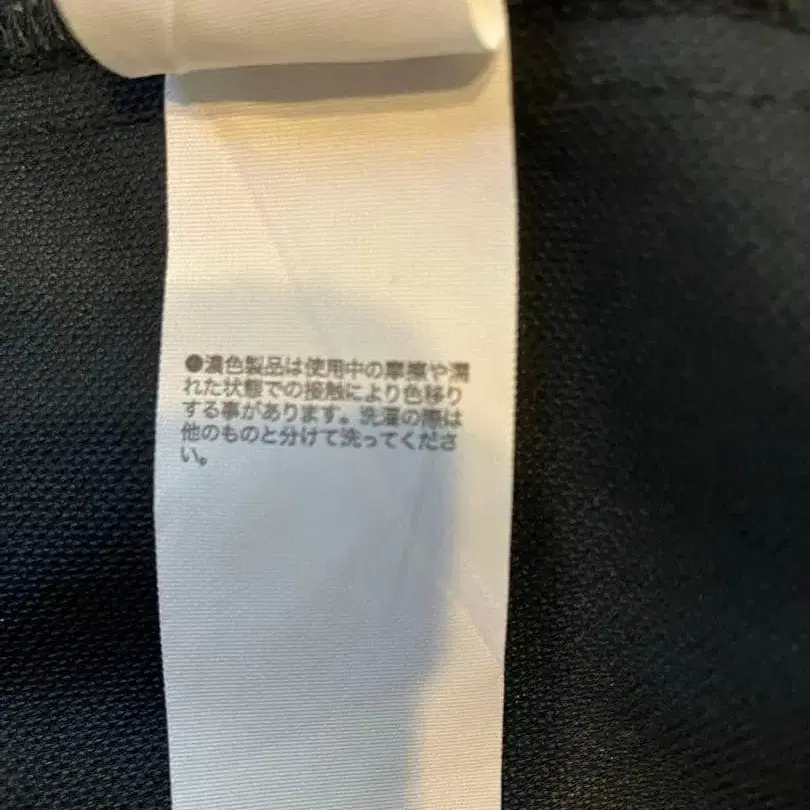 ●濃色製品は使用中の摩擦や濡
れた状態での接触により色移り
する事があります。洗濯の際は
他のものと分けて洗ってくださ
い。